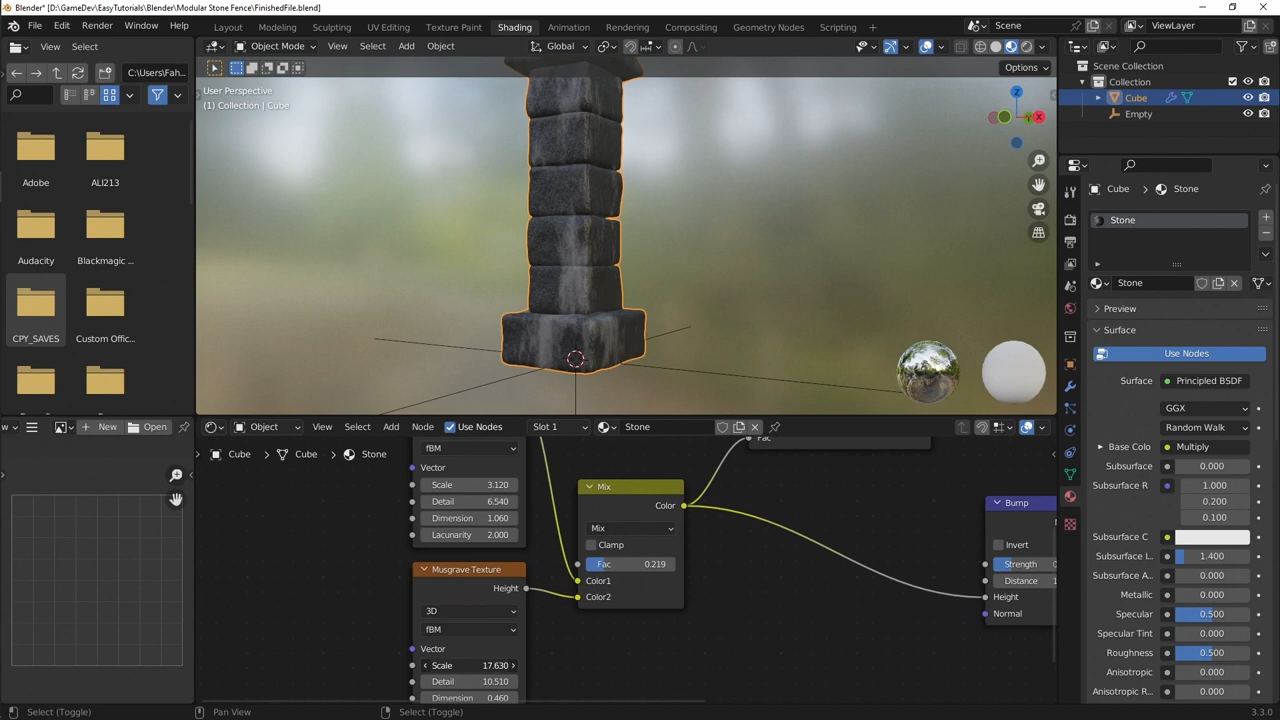 Blender* [D:\GameDev\EasyTutorials\Blender\Modular Stone Fence\FinishedFile.blend]
File Edit Render Window Help Layout Modeling Sculpting UV Editing Texture Paint Shading Animation Rendering Compositing Geometry Nodes Scripting Scene ViewLayer
View Select Object Mode View Select Add Object Global
C:\Users\Fah... Options Scene Collection
Collection
User Perspective
(1) Collection | Cube
Cube
Empty
Adobe ALI213
Cube Stone
Stone
Audacity Blackmagic ...
Stone
Preview
CPY_SAVES Custom Offic...
Surface
Use Nodes
Surface Principled BSDF
GGX
Random Walk
w New Open Object View Select Add Node Use Nodes Slot 1 Stone
Base Colo Multiply
Cube Cube Stone
fBM
Fac
Vector
Scale 3.120
Detail 6.540
Dimension 1.060
Lacunarity 2.000
Mix
Color
Mix
Clamp
Fac 0.219
Color1
Color2
Musgrave Texture
Height
3D
fBM
Vector
Scale 17.630
Detail 10.510
Dimension 0.460
Bump
Invert
Strength
Distance
Height
Normal
Subsurface 0.000
Subsurface R 1.000
0.200
0.100
Subsurface C
Subsurface I... 1.400
Subsurface A... 0.000
Metallic 0.000
Specular 0.500
Specular Tint 0.000
Roughness 0.500
Anisotropic 0.000
Anisotropic R... 0.000
Select (Toggle) Pan View Select (Toggle) 3.3.0